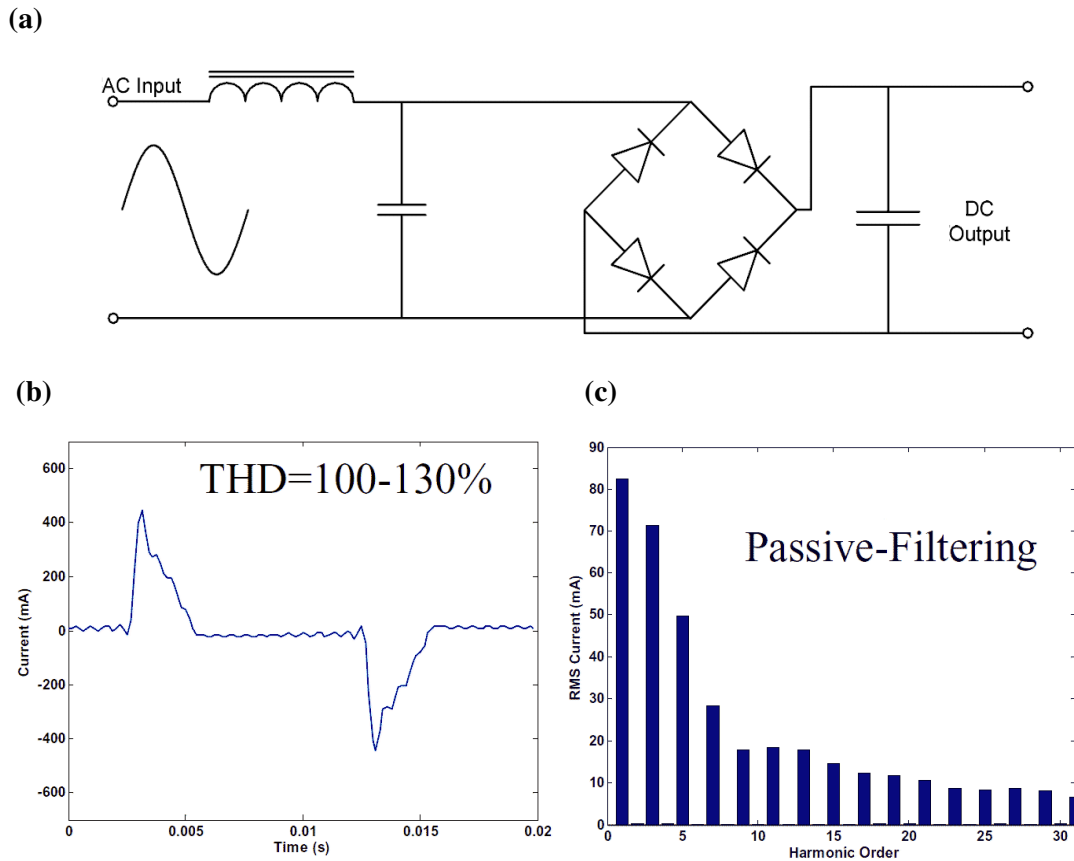 (a)
AC Input
DC
Output
(b)
THD=100-130%
600
400
200
0
-200
-400
-600
Current (mA)
0
0.005
0.01
0.015
0.02
Time (s)
(c)
Passive-Filtering
90
80
70
60
50
40
30
20
10
0
RMS Current (mA)
0
5
10
15
20
25
30
Harmonic Order